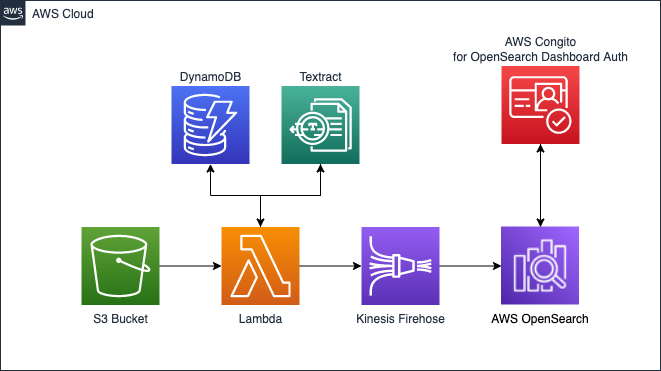 aws
AWS Cloud
AWS Congito
for OpenSearch Dashboard Auth
DynamoDB
Textract
T
S3 Bucket
Lambda
Kinesis Firehose
AWS OpenSearch